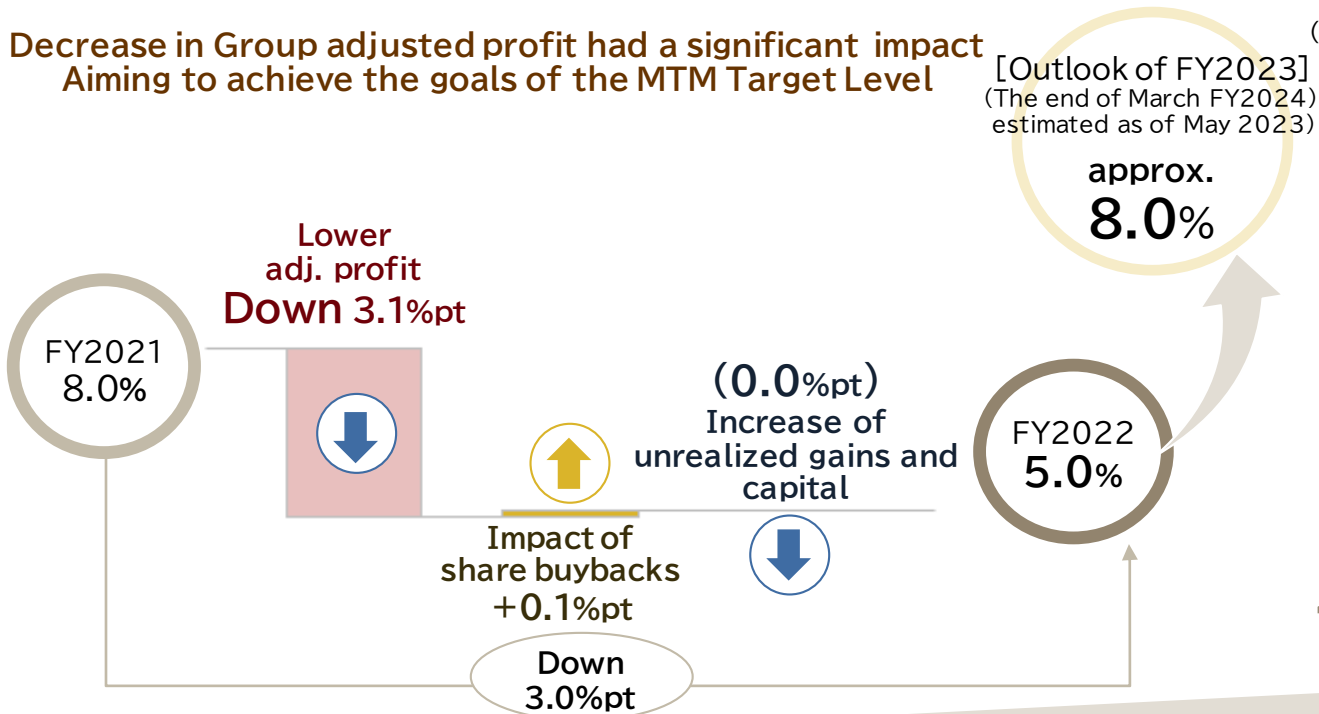 Decrease in Group adjusted profit had a significant impact
Aiming to achieve the goals of the MTM Target Level
(
[Outlook of FY2023]
(The end of March FY2024)
estimated as of May 2023)
approx.
8.0%
Lower
adj. profit
Down 3.1%pt
FY2021
8.0%
(0.0%pt)
Increase of
unrealized gains and
capital
FY2022
5.0%
Impact of
share buybacks
+0.1%pt
Down
3.0%pt